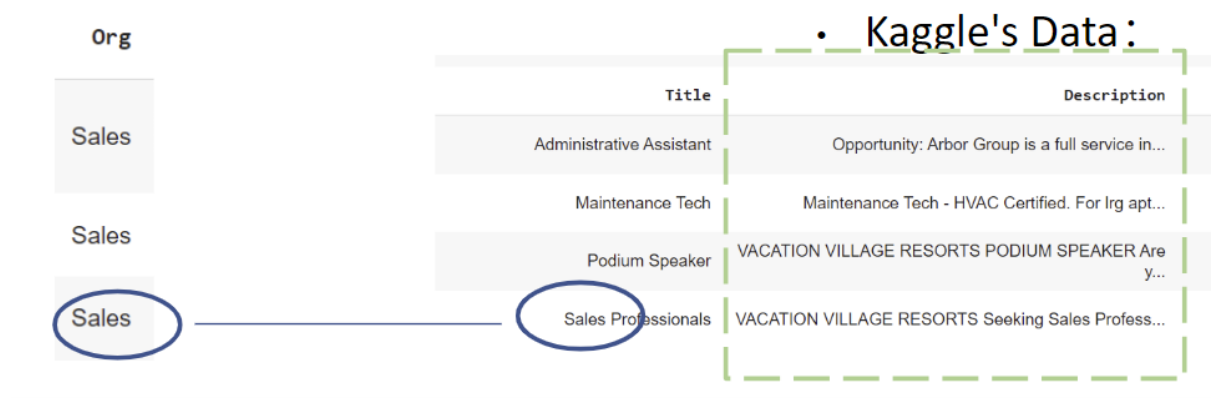 • Kaggle's Data：
Org
Sales
Sales
Sales
Title Description
Administrative Assistant Opportunity: Arbor Group is a full service in...
Maintenance Tech Maintenance Tech - HVAC Certified. For lrg apt...
Podium Speaker VACATION VILLAGE RESORTS PODIUM SPEAKER Are
y...
Sales Professionals VACATION VILLAGE RESORTS Seeking Sales Profess...